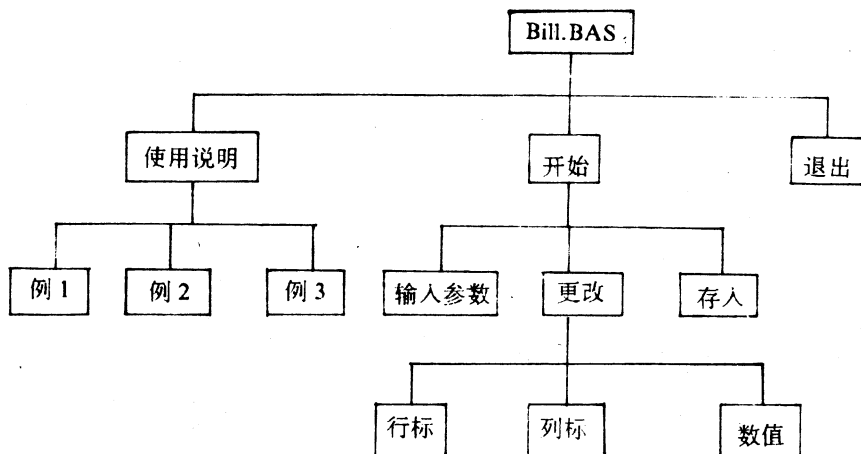 Bill.BAS
使用说明
开始
退出
例1
例2
例3
输入参数
更改
存入
行标
列标
数值